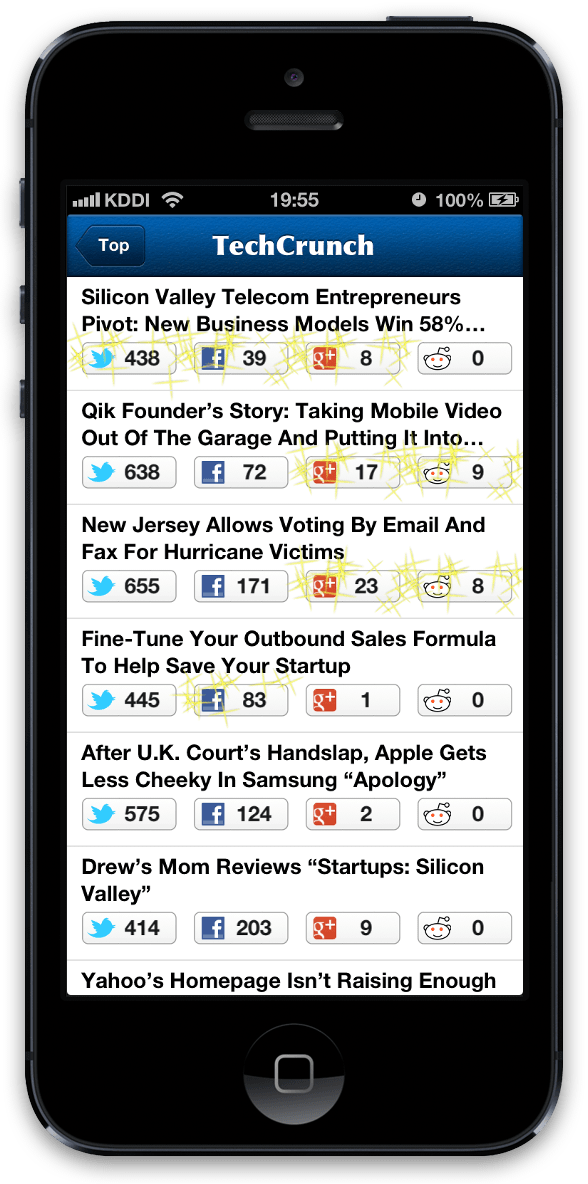 KDDI 19:55 100%
Top TechCrunch
Silicon Valley Telecom Entrepreneurs
Pivot: New Business Models Win 58%...
438 f 39 g+ 8 0
Qik Founder’s Story: Taking Mobile Video
Out Of The Garage And Putting It Into...
638 f 72 g+ 17 9
New Jersey Allows Voting By Email And
Fax For Hurricane Victims
655 f 171 g+ 23 8
Fine-Tune Your Outbound Sales Formula
To Help Save Your Startup
445 f 83 g+ 1 0
After U.K. Court’s Handslap, Apple Gets
Less Cheeky In Samsung “Apology”
575 f 124 g+ 2 0
Drew’s Mom Reviews “Startups: Silicon
Valley”
414 f 203 g+ 9 0
Yahoo’s Homepage Isn’t Raising Enough